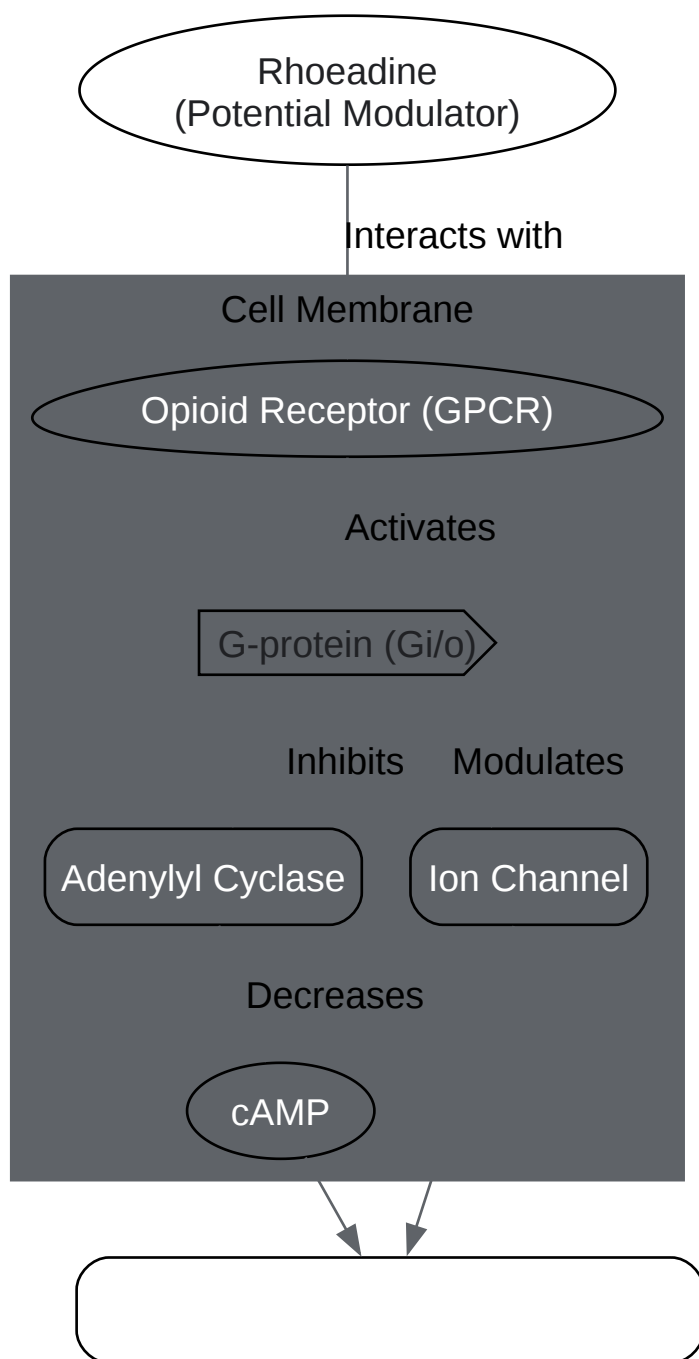 Rhoeadine
(Potential Modulator)
Interacts with
Cell Membrane
Opioid Receptor (GPCR)
Activates
G-protein (Gi/o)
Inhibits
Modulates
Adenylyl Cyclase
Ion Channel
Decreases
cAMP